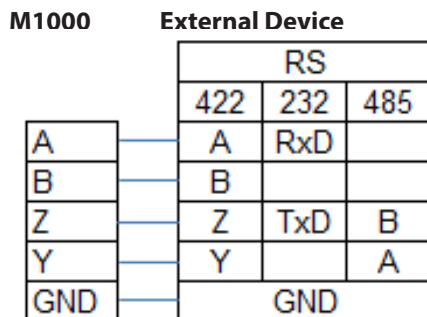 M1000 External Device
RS
422 232 485
A A RxD
B B
Z Z TxD B
Y Y A
GND GND